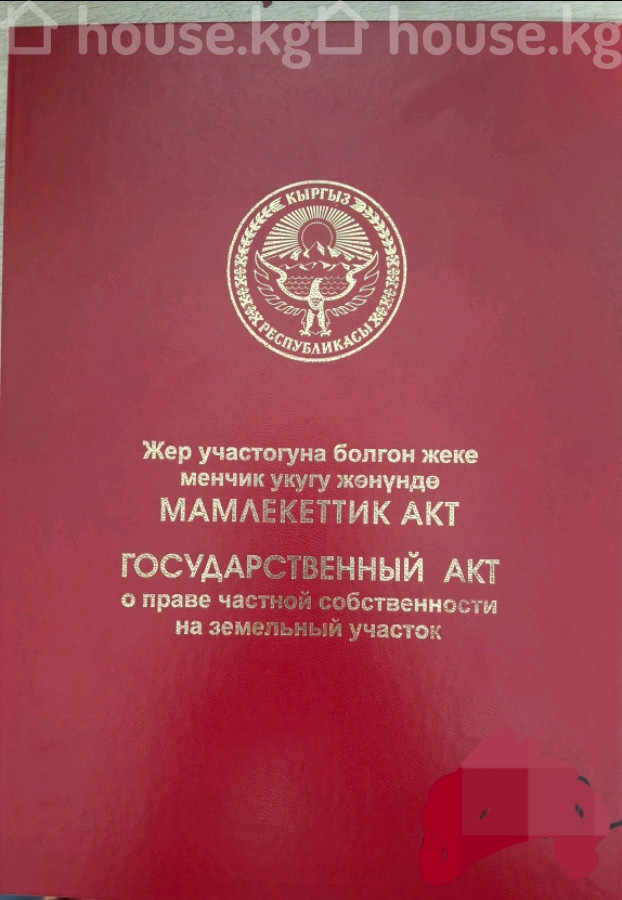 house.kg house.kg
КЫРГЫЗ
РЕСПУБЛИКАСЫ
Жер участогуна болгон жеке
менчик укугу жөнүндө
МАМЛЕКЕТТИК АКТ
ГОСУДАРСТВЕННЫЙ АКТ
о праве частной собственности
на земельный участок